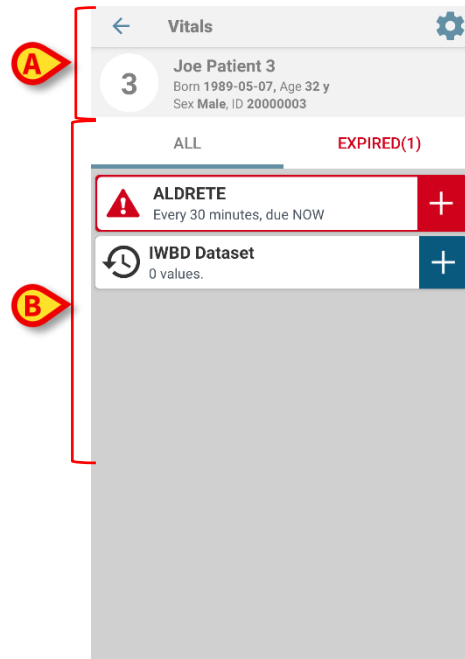 Vitals
A
3
Joe Patient 3
Born 1989-05-07, Age 32 y
Sex Male, ID 20000003
ALL
EXPIRED(1)
ALDRETE
Every 30 minutes, due NOW
+
IWBD Dataset
0 values.
+
B